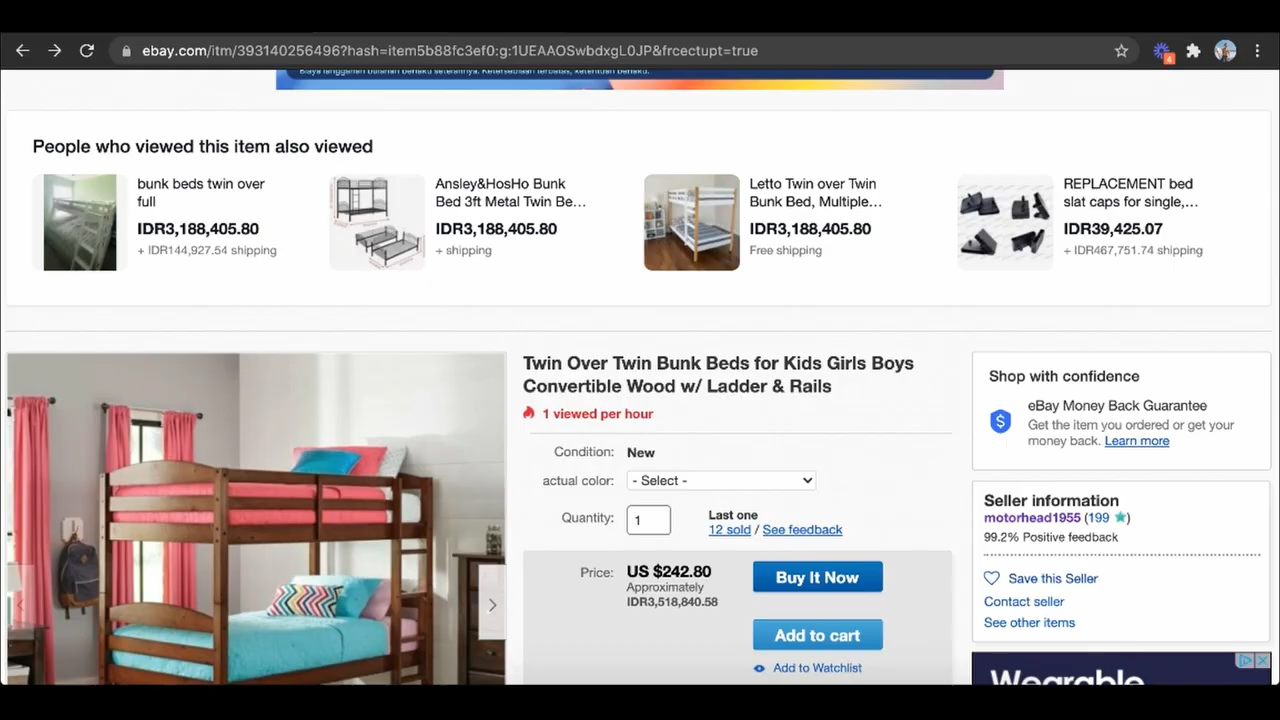 ebay.com/itm/393140256496?hash=item5b88fc3ef0:g:1UEAAOSwbdxgL0JP&frcectupt=true
4
People who viewed this item also viewed
bunk beds twin over
full
IDR3,188,405.80
+ IDR144,927.54 shipping
Ansley&HosHo Bunk
Bed 3ft Metal Twin Be…
IDR3,188,405.80
+ shipping
Letto Twin over Twin
Bunk Bed, Multiple…
IDR3,188,405.80
Free shipping
REPLACEMENT bed
slat caps for single,…
IDR39,425.07
+ IDR467,751.74 shipping
Twin Over Twin Bunk Beds for Kids Girls Boys
Convertible Wood w/ Ladder & Rails
1 viewed per hour
Condition: New
actual color: - Select -
Quantity: 1
Last one
12 sold / See feedback
Price: US $242.80
Approximately
IDR3,518,840.58
Buy It Now
Add to cart
Add to Watchlist
Shop with confidence
eBay Money Back Guarantee
Get the item you ordered or get your
money back. Learn more
Seller information
motorhead1955 (199)
99.2% Positive feedback
Save this Seller
Contact seller
See other items
Wearable